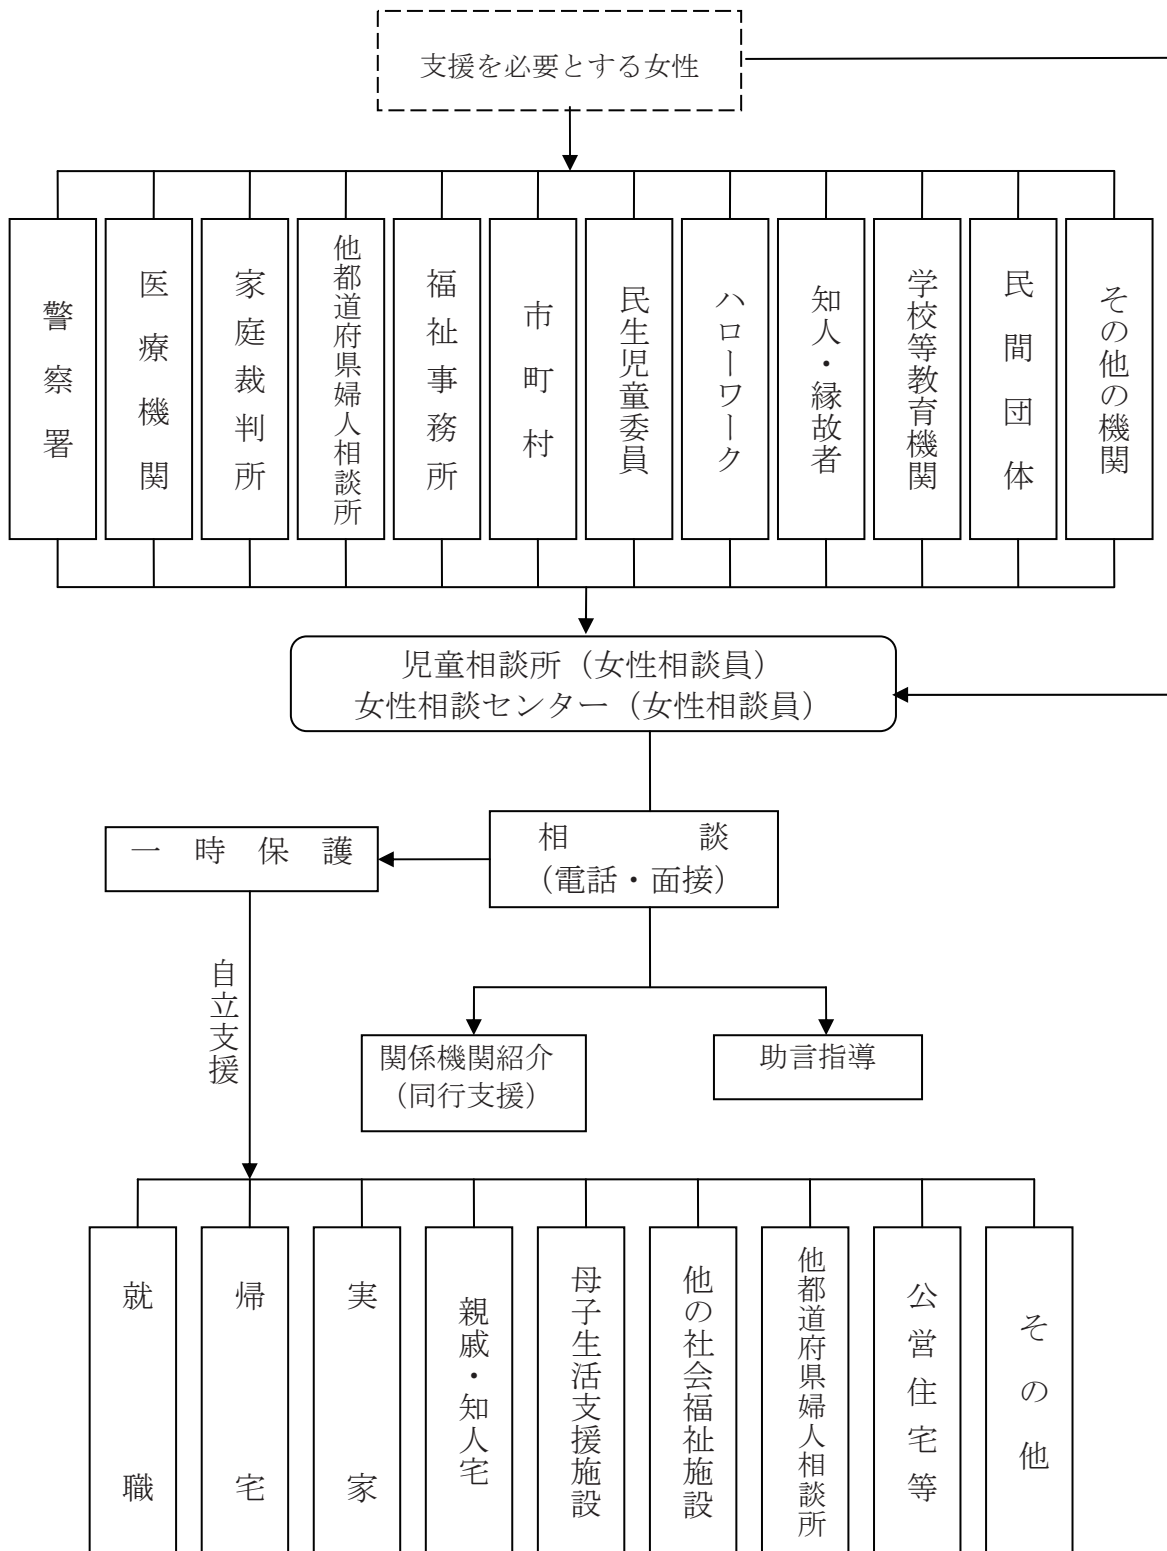 支援を必要とする女性
警察署
医療機関
家庭裁判所
他都道府県婦人相談所
福祉事務所
市町村
民生児童委員
ハローワーク
知人・縁故者
学校等教育機関
民間団体
その他の機関
児童相談所（女性相談員）
女性相談センター（女性相談員）
相談
（電話・面接）
一時保護
自立支援
関係機関紹介
（同行支援）
助言指導
就職
帰宅
実家
親戚・知人宅
母子生活支援施設
他の社会福祉施設
他都道府県婦人相談所
公営住宅等
その他